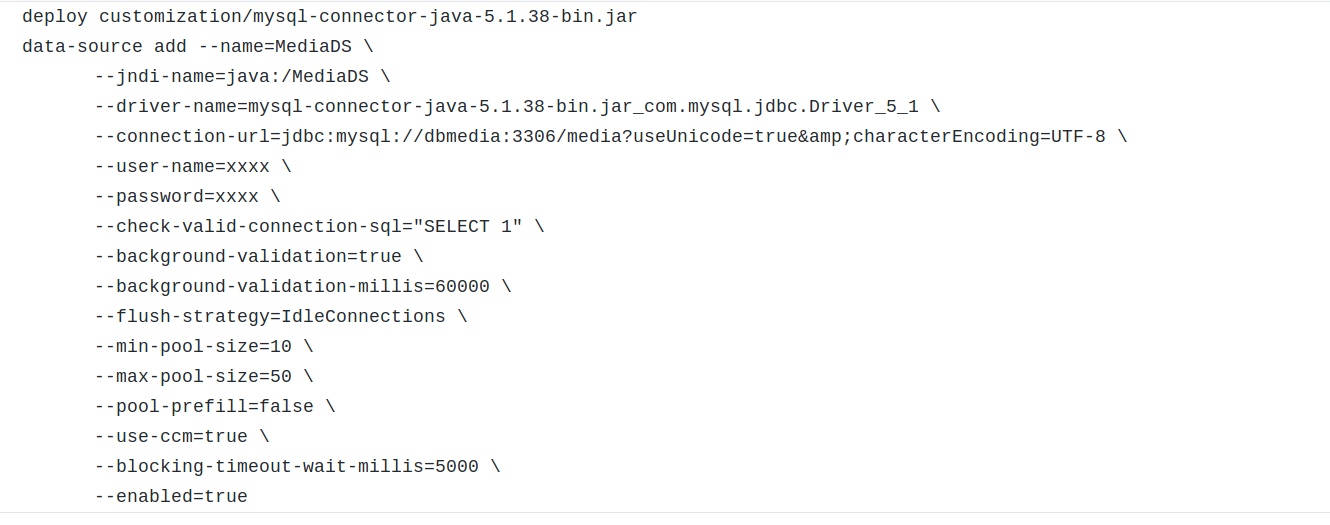 deploy customization/mysql-connector-java-5.1.38-bin.jar
data-source add --name=MediaDS \
--jndi-name=java:/MediaDS \
--driver-name=mysql-connector-java-5.1.38-bin.jar_com.mysql.jdbc.Driver_5_1 \
--connection-url=jdbc:mysql://dbmedia:3306/media?useUnicode=true&amp;characterEncoding=UTF-8 \
--user-name=xxxx \
--password=xxxx \
--check-valid-connection-sql="SELECT 1" \
--background-validation=true \
--background-validation-millis=60000 \
--flush-strategy=IdleConnections \
--min-pool-size=10 \
--max-pool-size=50 \
--pool-prefill=false \
--use-ccm=true \
--blocking-timeout-wait-millis=5000 \
--enabled=true